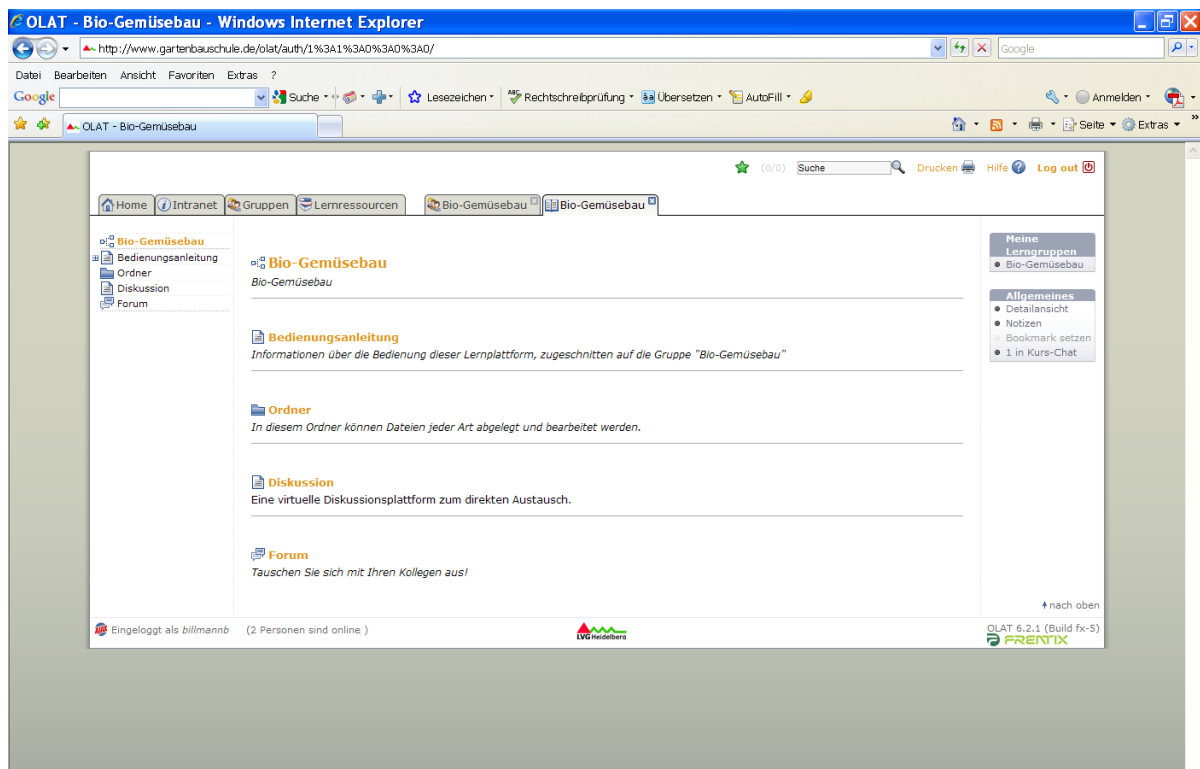 OLAT - Bio-Gemüsebau - Windows Internet Explorer
http://www.gartenbauschule.de/olat/auth/1%3A1%3A0%3A0%3A0/
Google
Datei Bearbeiten Ansicht Favoriten Extras ?
Google Suche Lesezeichen Rechtschreibprüfung Übersetzen AutoFill Anmelden
OLAT - Bio-Gemüsebau Seite Extras
(0/0) Suche Drucken Hilfe Log out
Home Intranet Gruppen Lernressourcen Bio-Gemüsebau Bio-Gemüsebau
Bio-Gemüsebau
Bedienungsanleitung
Ordner
Diskussion
Forum
Bio-Gemüsebau
Bio-Gemüsebau
Bedienungsanleitung
Informationen über die Bedienung dieser Lernplattform, zugeschnitten auf die Gruppe "Bio-Gemüsebau"
Ordner
In diesem Ordner können Dateien jeder Art abgelegt und bearbeitet werden.
Diskussion
Eine virtuelle Diskussionsplattform zum direkten Austausch.
Forum
Tauschen Sie sich mit Ihren Kollegen aus!
Meine
Lerngruppen
Bio-Gemüsebau
Allgemeines
Detailansicht
Notizen
Bookmark setzen
1 in Kurs-Chat
nach oben
Eingeloggt als billmannb (2 Personen sind online )
LVG Heidelberg
OLAT 6.2.1 (Build fx-5)
FRENTIX